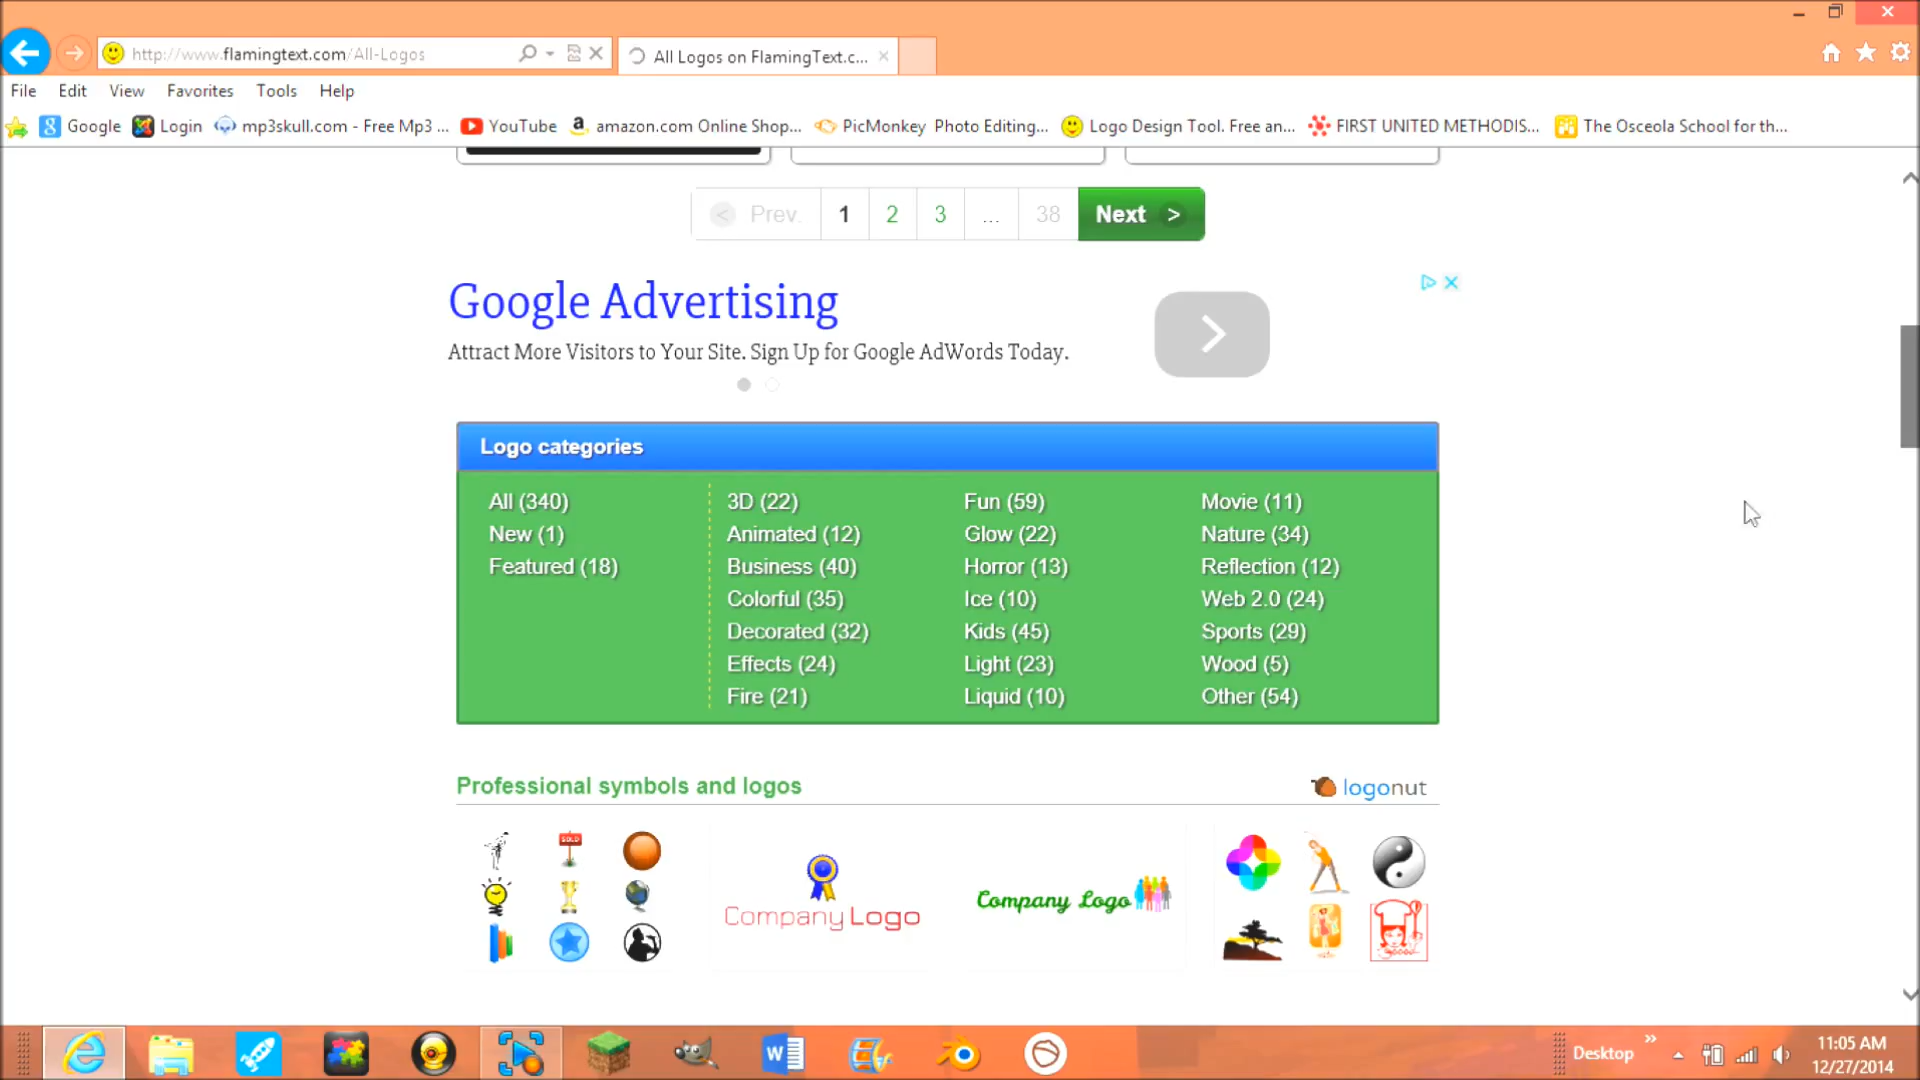 http://www.flamingtext.com/All-Logos
All Logos on FlamingText.c...
File Edit View Favorites Tools Help
Google Login mp3skull.com - Free Mp3 ... YouTube amazon.com Online Shop... PicMonkey Photo Editing... Logo Design Tool. Free an... FIRST UNITED METHODIS... The Osceola School for th...
< Prev. 1 2 3 ... 38 Next >
Google Advertising
Attract More Visitors to Your Site. Sign Up for Google AdWords Today.
Logo categories
All (340) 3D (22) Fun (59) Movie (11)
New (1) Animated (12) Glow (22) Nature (34)
Featured (18) Business (40) Horror (13) Reflection (12)
Colorful (35) Ice (10) Web 2.0 (24)
Decorated (32) Kids (45) Sports (29)
Effects (24) Light (23) Wood (5)
Fire (21) Liquid (10) Other (54)
Professional symbols and logos
logonut
SOLD
Company Logo
Company Logo
Desktop
11:05 AM
12/27/2014